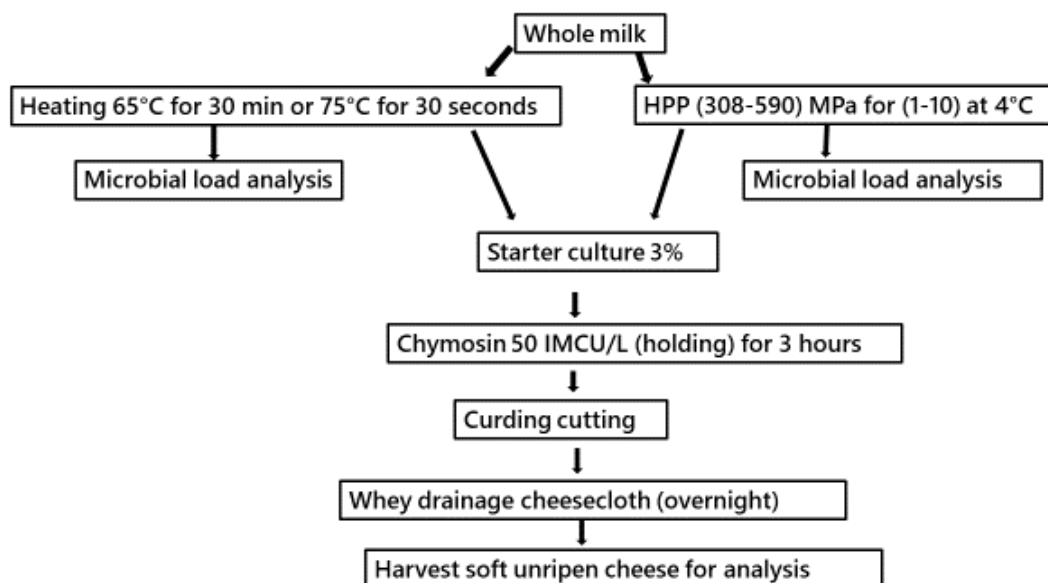 Whole milk
Heating 65°C for 30 min or 75°C for 30 seconds
HPP (308-590) MPa for (1-10) at 4°C
Microbial load analysis
Microbial load analysis
Starter culture 3%
Chymosin 50 IMCU/L (holding) for 3 hours
Curding cutting
Whey drainage cheesecloth (overnight)
Harvest soft unripen cheese for analysis